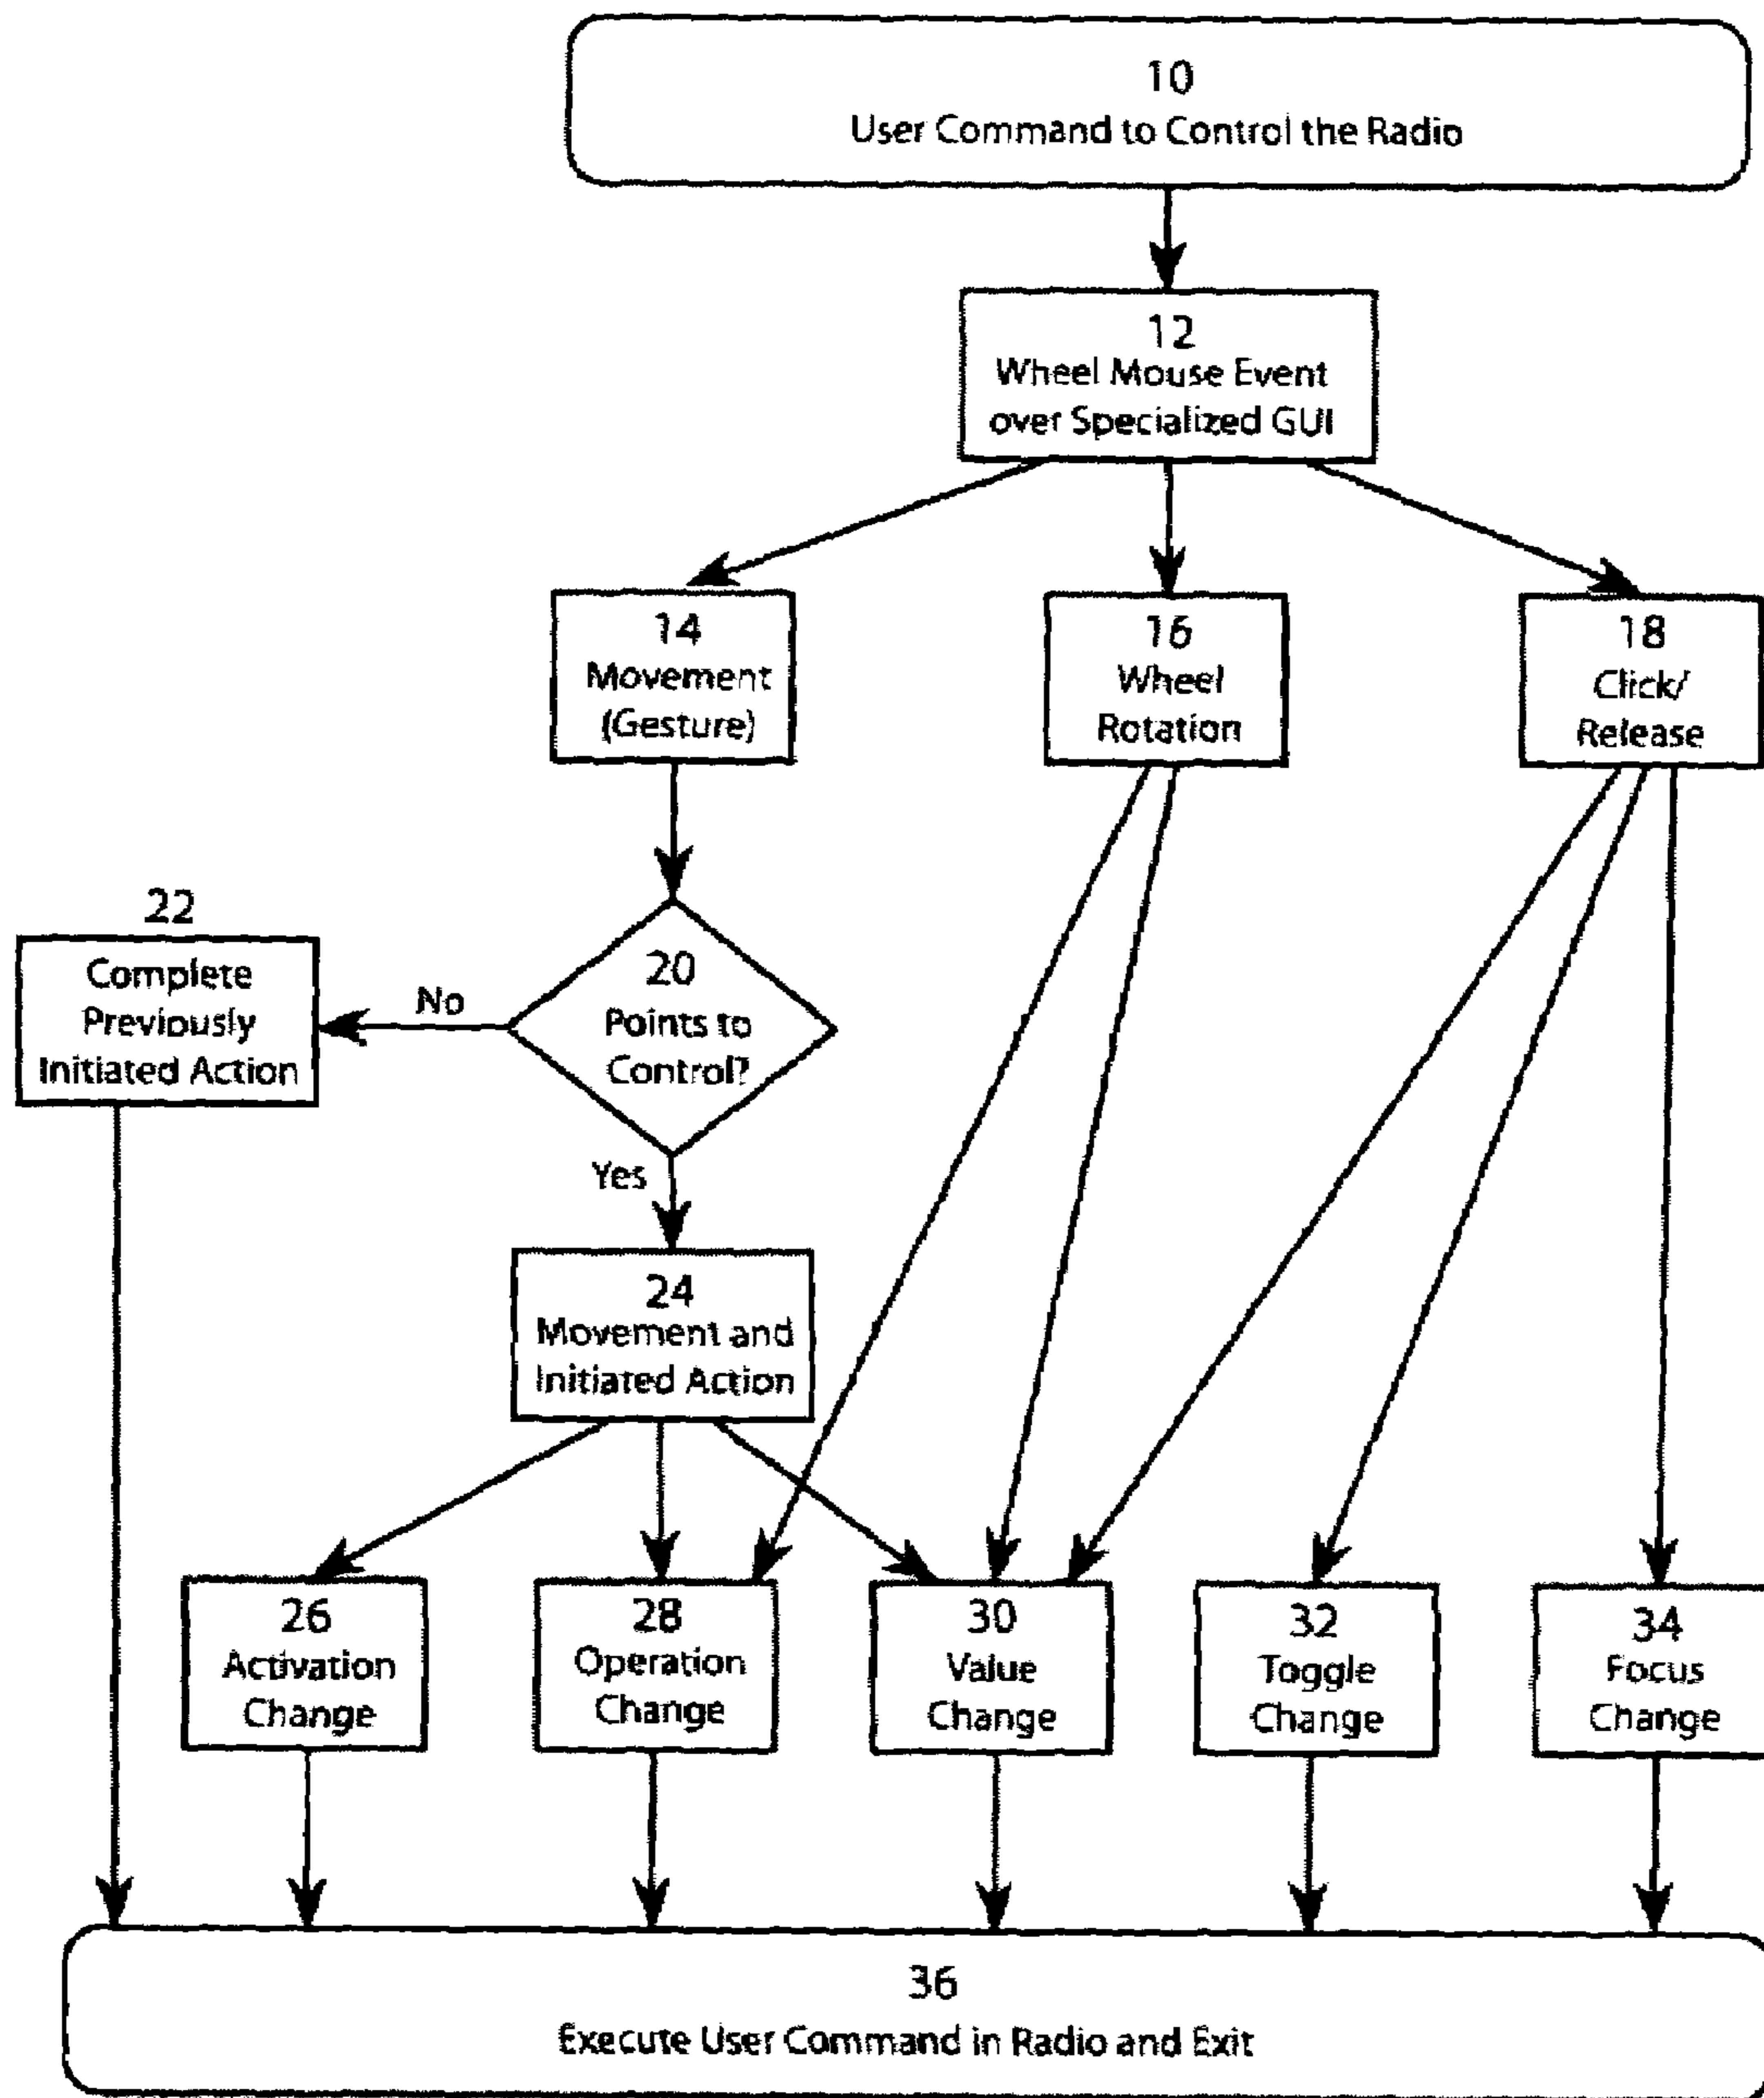 10
User Command to Control the Radio
12
Wheel Mouse Event
over Specialized GUI
14
Movement
(Gesture)
16
Wheel
Rotation
18
Click/
Release
22
Complete
Previously
Initiated Action
No
20
Points to
Control?
Yes
24
Movement and
Initiated Action
26
Activation
Change
28
Operation
Change
30
Value
Change
32
Toggle
Change
34
Focus
Change
36
Execute User Command in Radio and Exit